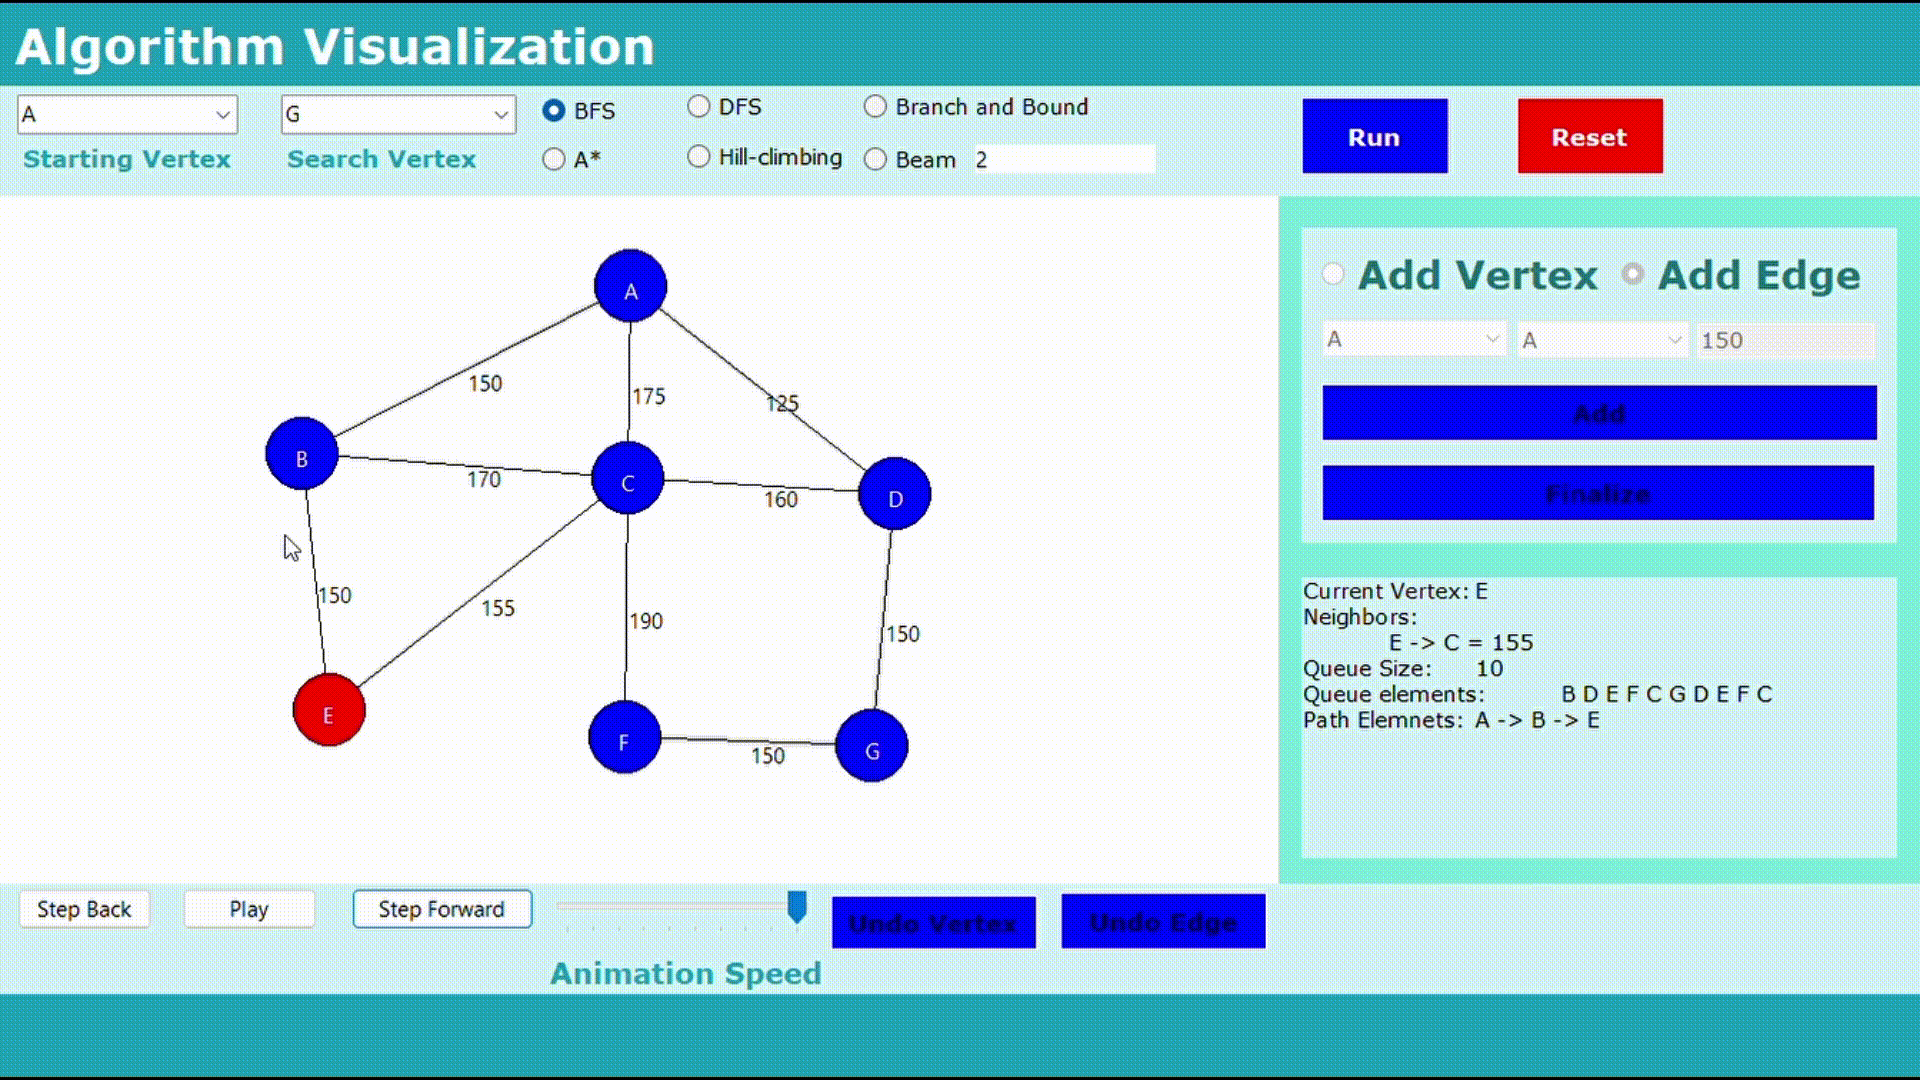 Algorithm Visualization
A
G
BFS
DFS
Branch and Bound
Run
Reset
Starting Vertex
Search Vertex
A*
Hill-climbing
Beam
2
Add Vertex
Add Edge
A
A
150
Add
Finalize
A
150
175
125
B
170
C
160
D
150
155
190
150
E
F
150
G
Current Vertex: E
Neighbors:
E -> C = 155
Queue Size: 10
Queue elements: B D E F C G D E F C
Path Elemnets: A -> B -> E
Step Back
Play
Step Forward
Undo Vertex
Undo Edge
Animation Speed